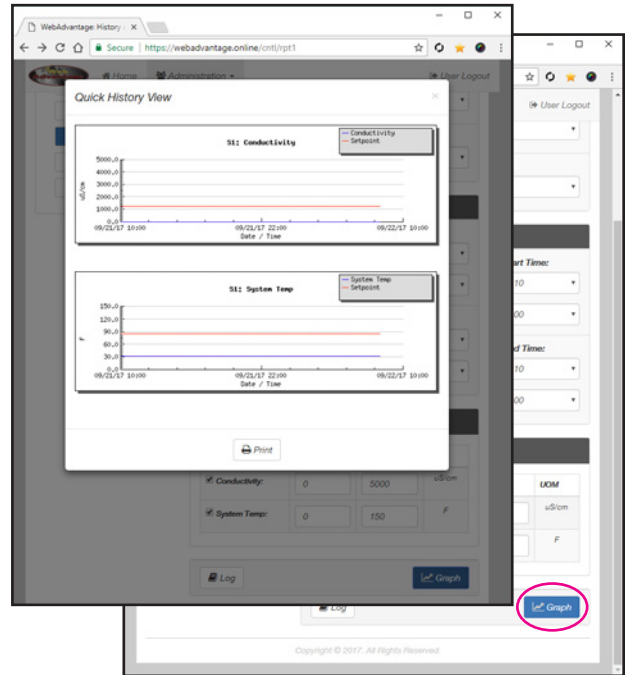 WebAdvantage: History /
Secure | https://webadvantage.online/cntl/rpt1
Home Administration User Logout
Quick History View
S1: Conductivity
Conductivity
Setpoint
5000.0
4000.0
3000.0
2000.0
1000.0
0.0
uS/cm
09/21/17 10:00 09/21/17 22:00 09/22/17 10:00
Date / Time
S1: System Temp
System Temp
Setpoint
150.0
120.0
90.0
60.0
30.0
0.0
F
09/21/17 10:00 09/21/17 22:00 09/22/17 10:00
Date / Time
Print
Conductivity: 0 5000 uS/cm
System Temp: 0 150 F
Log Graph
User Logout
art Time:
10
00
d Time:
10
00
UOM
uS/cm
F
Log Graph
Copyright © 2017. All Rights Reserved.